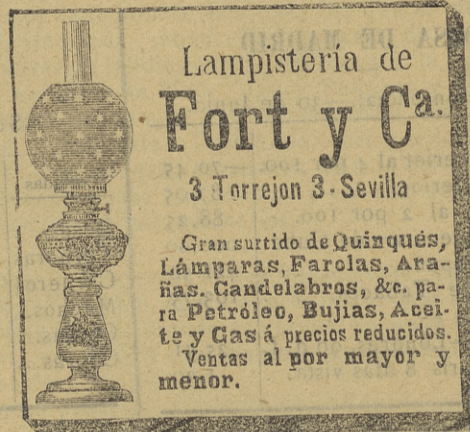 Lampistería de
Fort y Cª.
3 Torrejon 3 - Sevilla
Gran surtido de Quinqués,
Lámparas, Farolas, Ara-
ñas. Candelabros, &c. pa-
ra Petróleo, Bujias, Acei-
te y Gas á precios reducidos.
Ventas al por mayor y
menor.